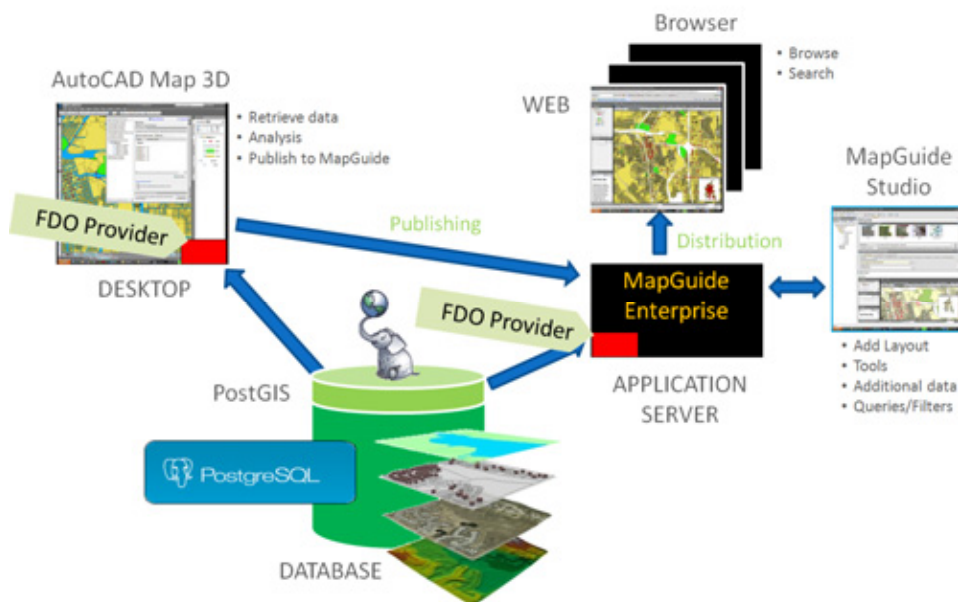 Browser
• Browse
• Search
AutoCAD Map 3D
• Retrieve data
• Analysis
• Publish to MapGuide
WEB
MapGuide
Studio
FDO Provider
Publishing
Distribution
DESKTOP
MapGuide
Enterprise
FDO Provider
• Add Layout
• Tools
• Additional data
• Queries/Filters
APPLICATION
SERVER
PostGIS
PostgreSQL
DATABASE